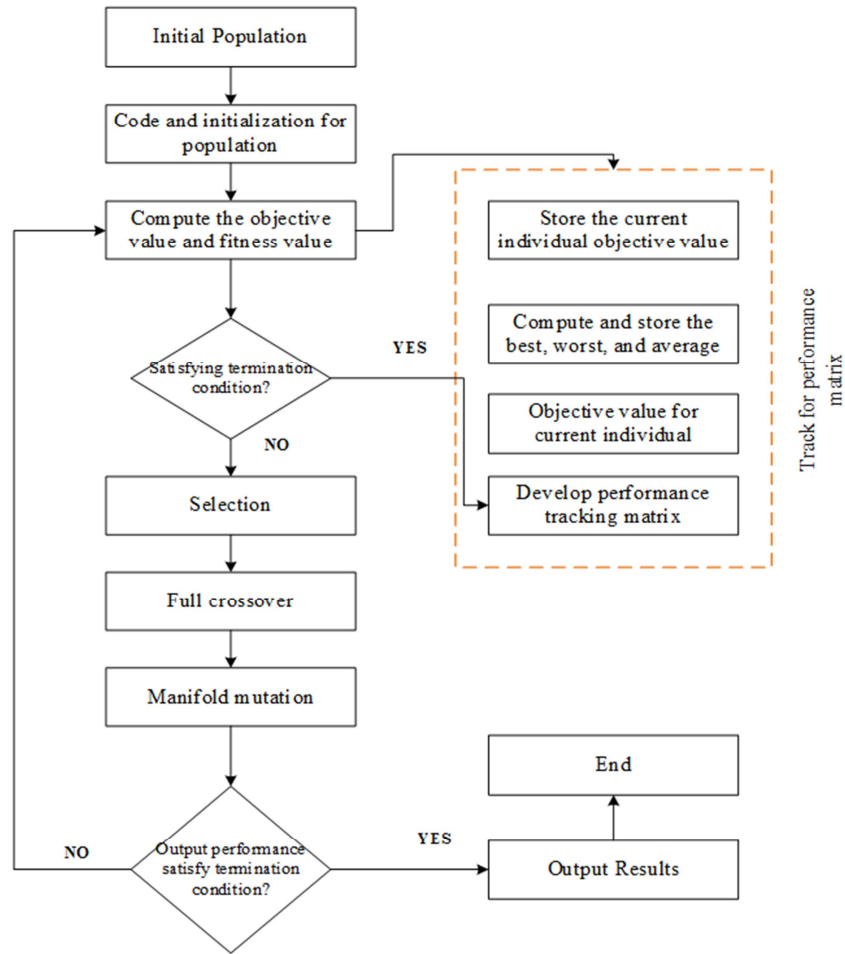 Initial Population
Code and initialization for
population
Compute the objective
value and fitness value
Satisfying termination
condition?
YES
NO
Selection
Full crossover
Manifold mutation
Output performance
satisfy termination
condition?
NO
YES
Store the current
individual objective value
Compute and store the
best, worst, and average
Objective value for
current individual
Develop performance
tracking matrix
Track for performance
matrix
End
Output Results